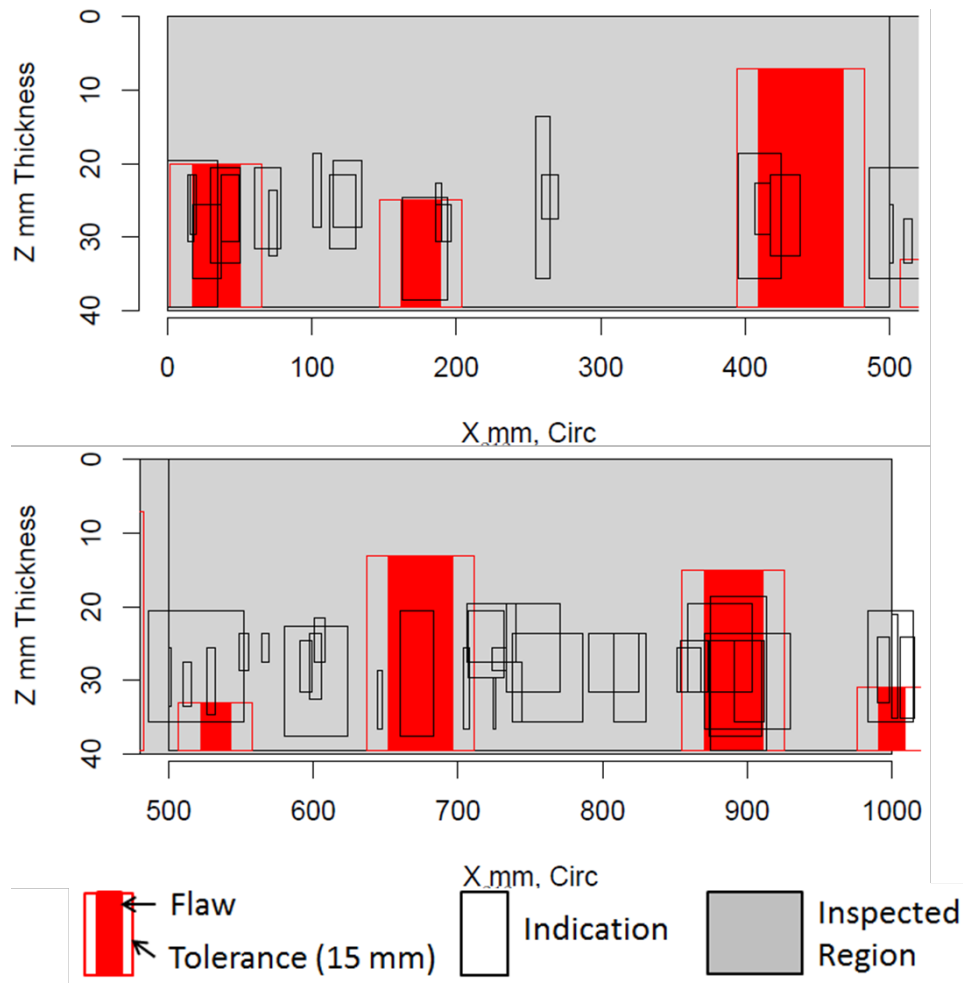 0
10
20
30
40
Z mm Thickness
0 100 200 300 400 500
X mm, Circ
0
10
20
30
40
Z mm Thickness
500 600 700 800 900 1000
X mm, Circ
Flaw
Tolerance (15 mm)
Indication
Inspected
Region